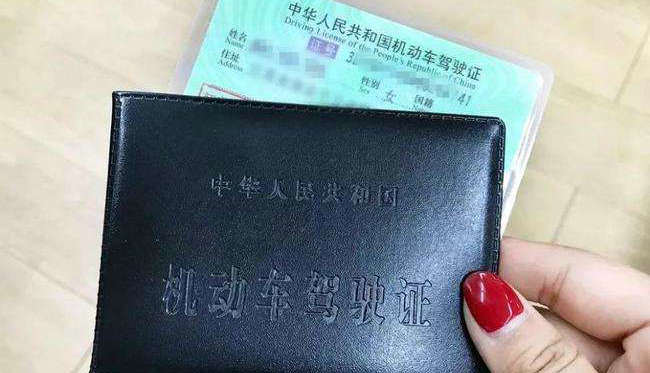 中华人民共和国机动车驾驶证
Driving License of the People's Republic of China
姓名
Name
证号
住址
Address
性别
Sex
女
国籍
中华人民共和国
机动车驾驶证